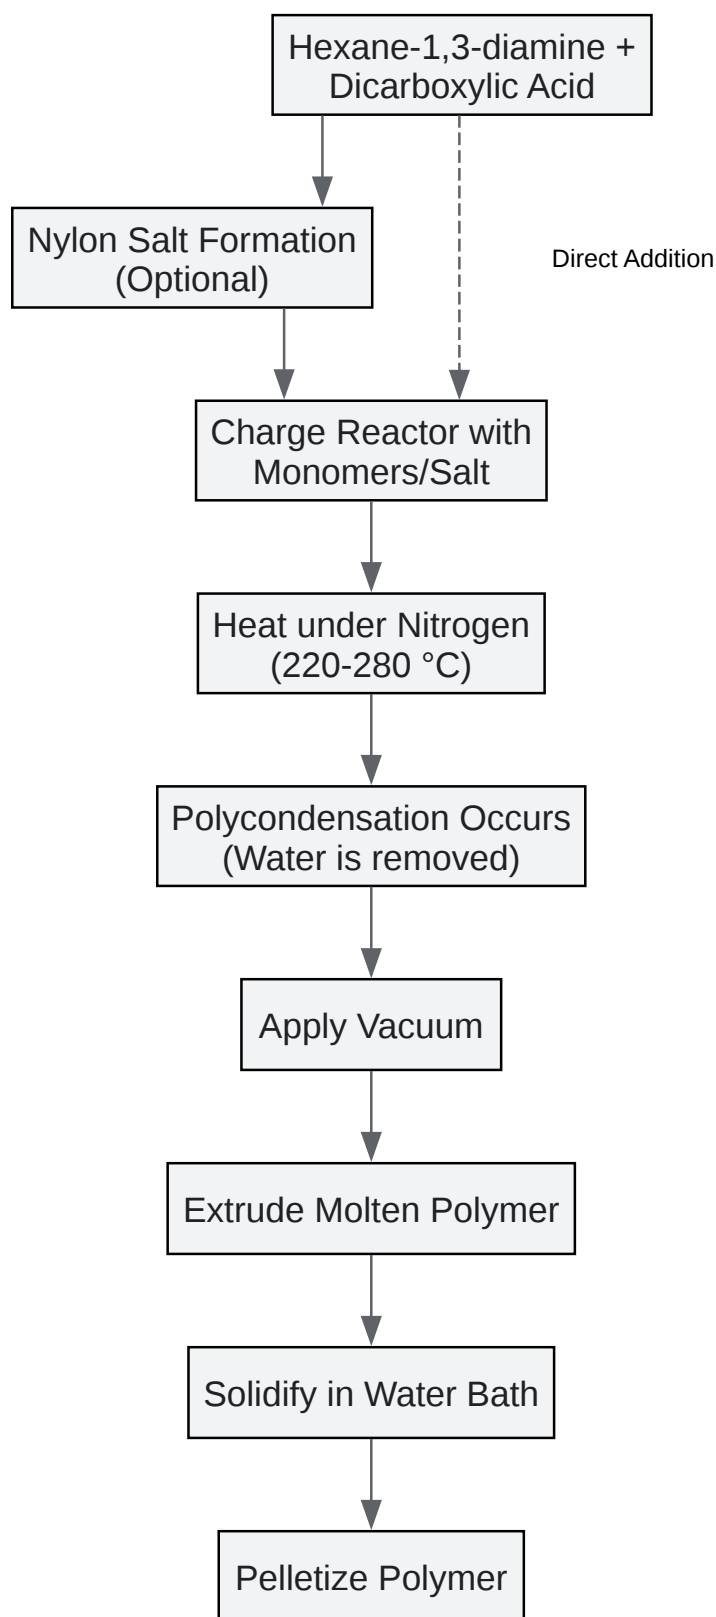 Hexane-1,3-diamine +
Dicarboxylic Acid
Nylon Salt Formation
(Optional)
Direct Addition
Charge Reactor with
Monomers/Salt
Heat under Nitrogen
(220-280 °C)
Polycondensation Occurs
(Water is removed)
Apply Vacuum
Extrude Molten Polymer
Solidify in Water Bath
Pelletize Polymer